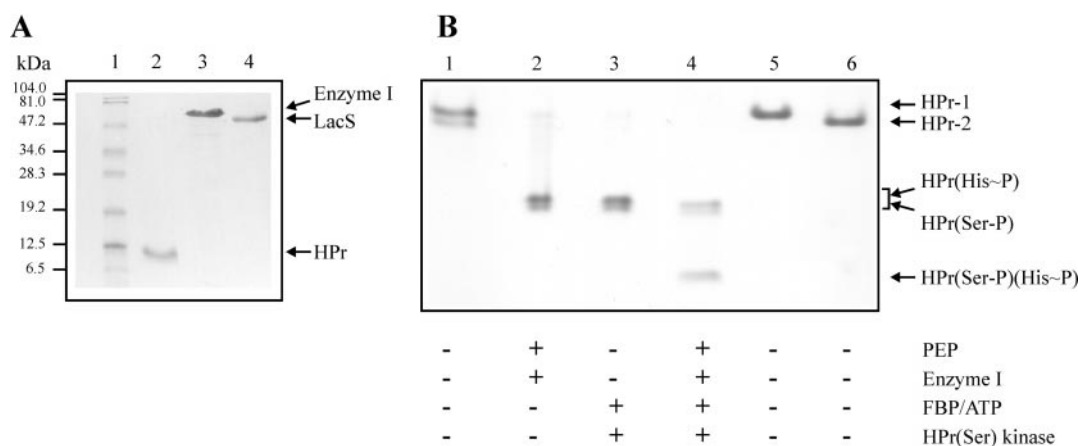 A
kDa
1 2 3 4
104.0
81.0
47.2
34.6
28.3
19.2
12.5
6.5
Enzyme I
LacS
HPr
B
1 2 3 4 5 6
HPr-1
HPr-2
HPr(His~P)
HPr(Ser-P)
HPr(Ser-P)(His~P)
- + - + - - PEP
- + - + - - Enzyme I
- - + + - - FBP/ATP
- - + + - - HPr(Ser) kinase